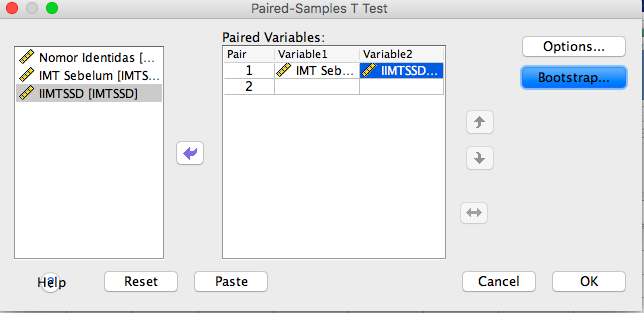 Paired-Samples T Test
Nomor Identidas [...
IMT Sebelum [IMTS...
IIMTSSD [IMTSSD]
Paired Variables:
Pair Variable1 Variable2
1 IMT Seb... IIMTSSD...
2
Options...
Bootstrap...
Help Reset Paste Cancel OK